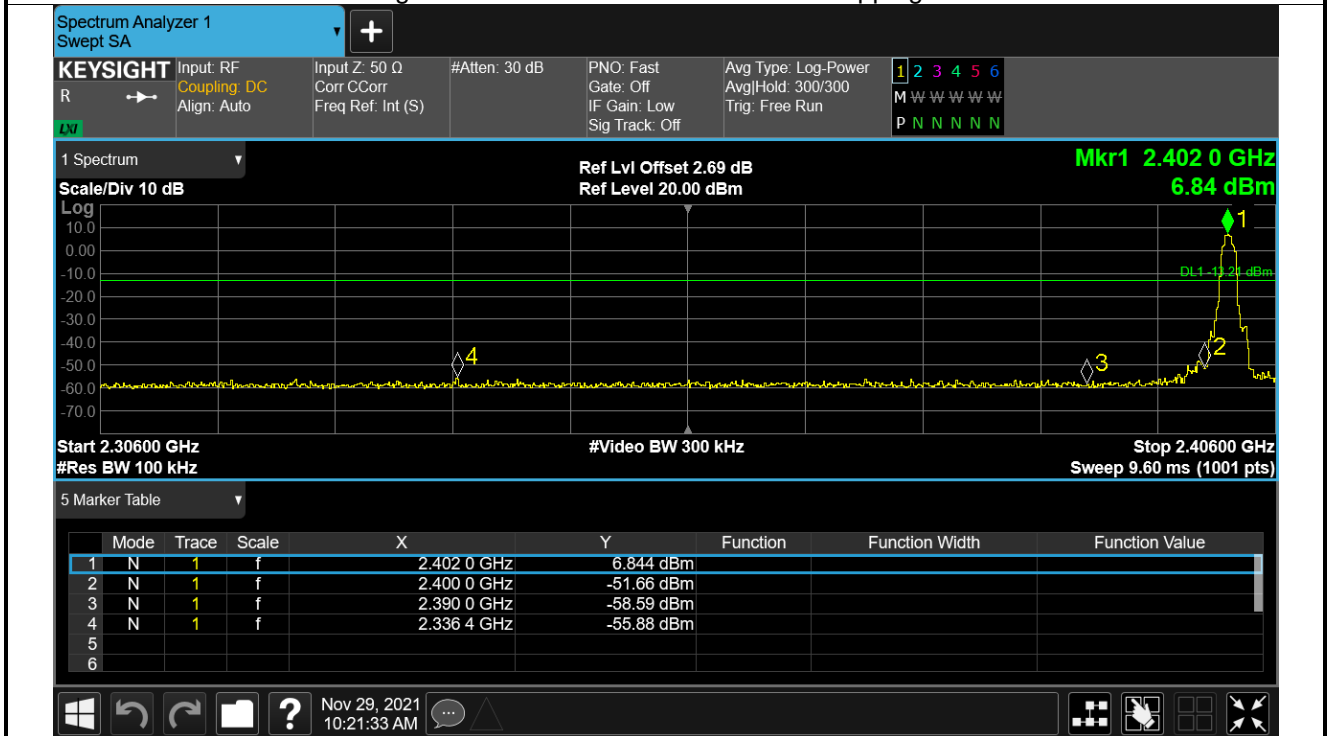 Spectrum Analyzer 1
Swept SA
+
KEYSIGHT Input: RF Input Z: 50 Ω #Atten: 30 dB PNO: Fast Avg Type: Log-Power 1 2 3 4 5 6
R Coupling: DC Corr CCorr Gate: Off Avg|Hold: 300/300 M W W W W W
Align: Auto Freq Ref: Int (S) IF Gain: Low Trig: Free Run
LXI Sig Track: Off P N N N N N
1 Spectrum Ref Lvl Offset 2.69 dB Mkr1 2.402 0 GHz
Scale/Div 10 dB Ref Level 20.00 dBm 6.84 dBm
Log
1
10.0
0.00
-10.0 DL1 -13.21 dBm
-20.0
-30.0
-40.0
4 3 2
-50.0
-60.0
-70.0
Start 2.30600 GHz #Video BW 300 kHz Stop 2.40600 GHz
#Res BW 100 kHz Sweep 9.60 ms (1001 pts)
5 Marker Table
Mode Trace Scale X Y Function Function Width Function Value
1 N 1 f 2.402 0 GHz 6.844 dBm
2 N 1 f 2.400 0 GHz -51.66 dBm
3 N 1 f 2.390 0 GHz -58.59 dBm
4 N 1 f 2.336 4 GHz -55.88 dBm
5
6
? Nov 29, 2021
10:21:33 AM